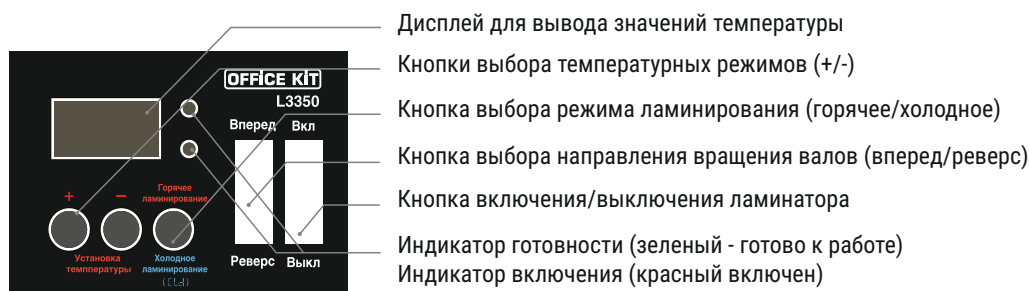 Дисплей для вывода значений температуры
Кнопки выбора температурных режимов (+/-)
Кнопка выбора режима ламинирования (горячее/холодное)
Кнопка выбора направления вращения валов (вперед/реверс)
Кнопка включения/выключения ламинатора
Индикатор готовности (зеленый - готово к работе)
Индикатор включения (красный включен)
OFFICE KIT
L3350
Вперед Вкл
+ −
Горячее
ламинирование
Установка
темппературы
Холодное
ламинирование
(CLd)
Реверс Выкл